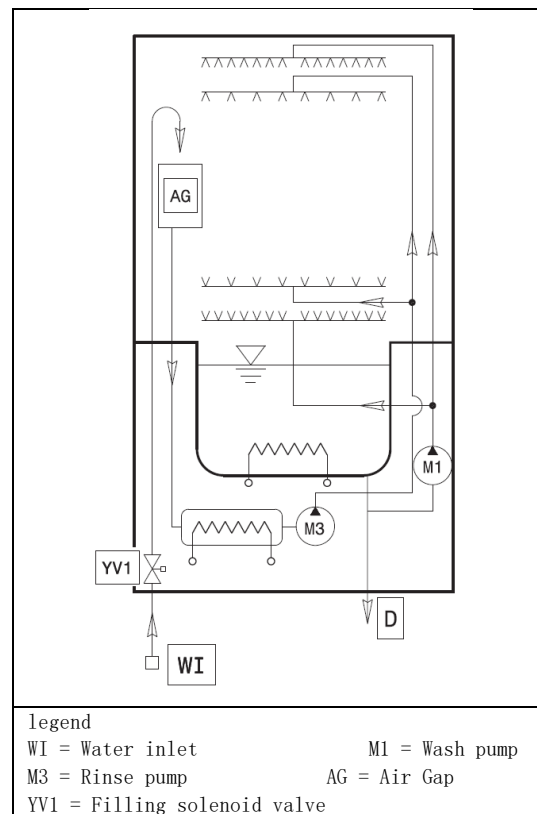 AG
M1
M3
YV1
D
WI
legend
WI = Water inlet M1 = Wash pump
M3 = Rinse pump AG = Air Gap
YV1 = Filling solenoid valve